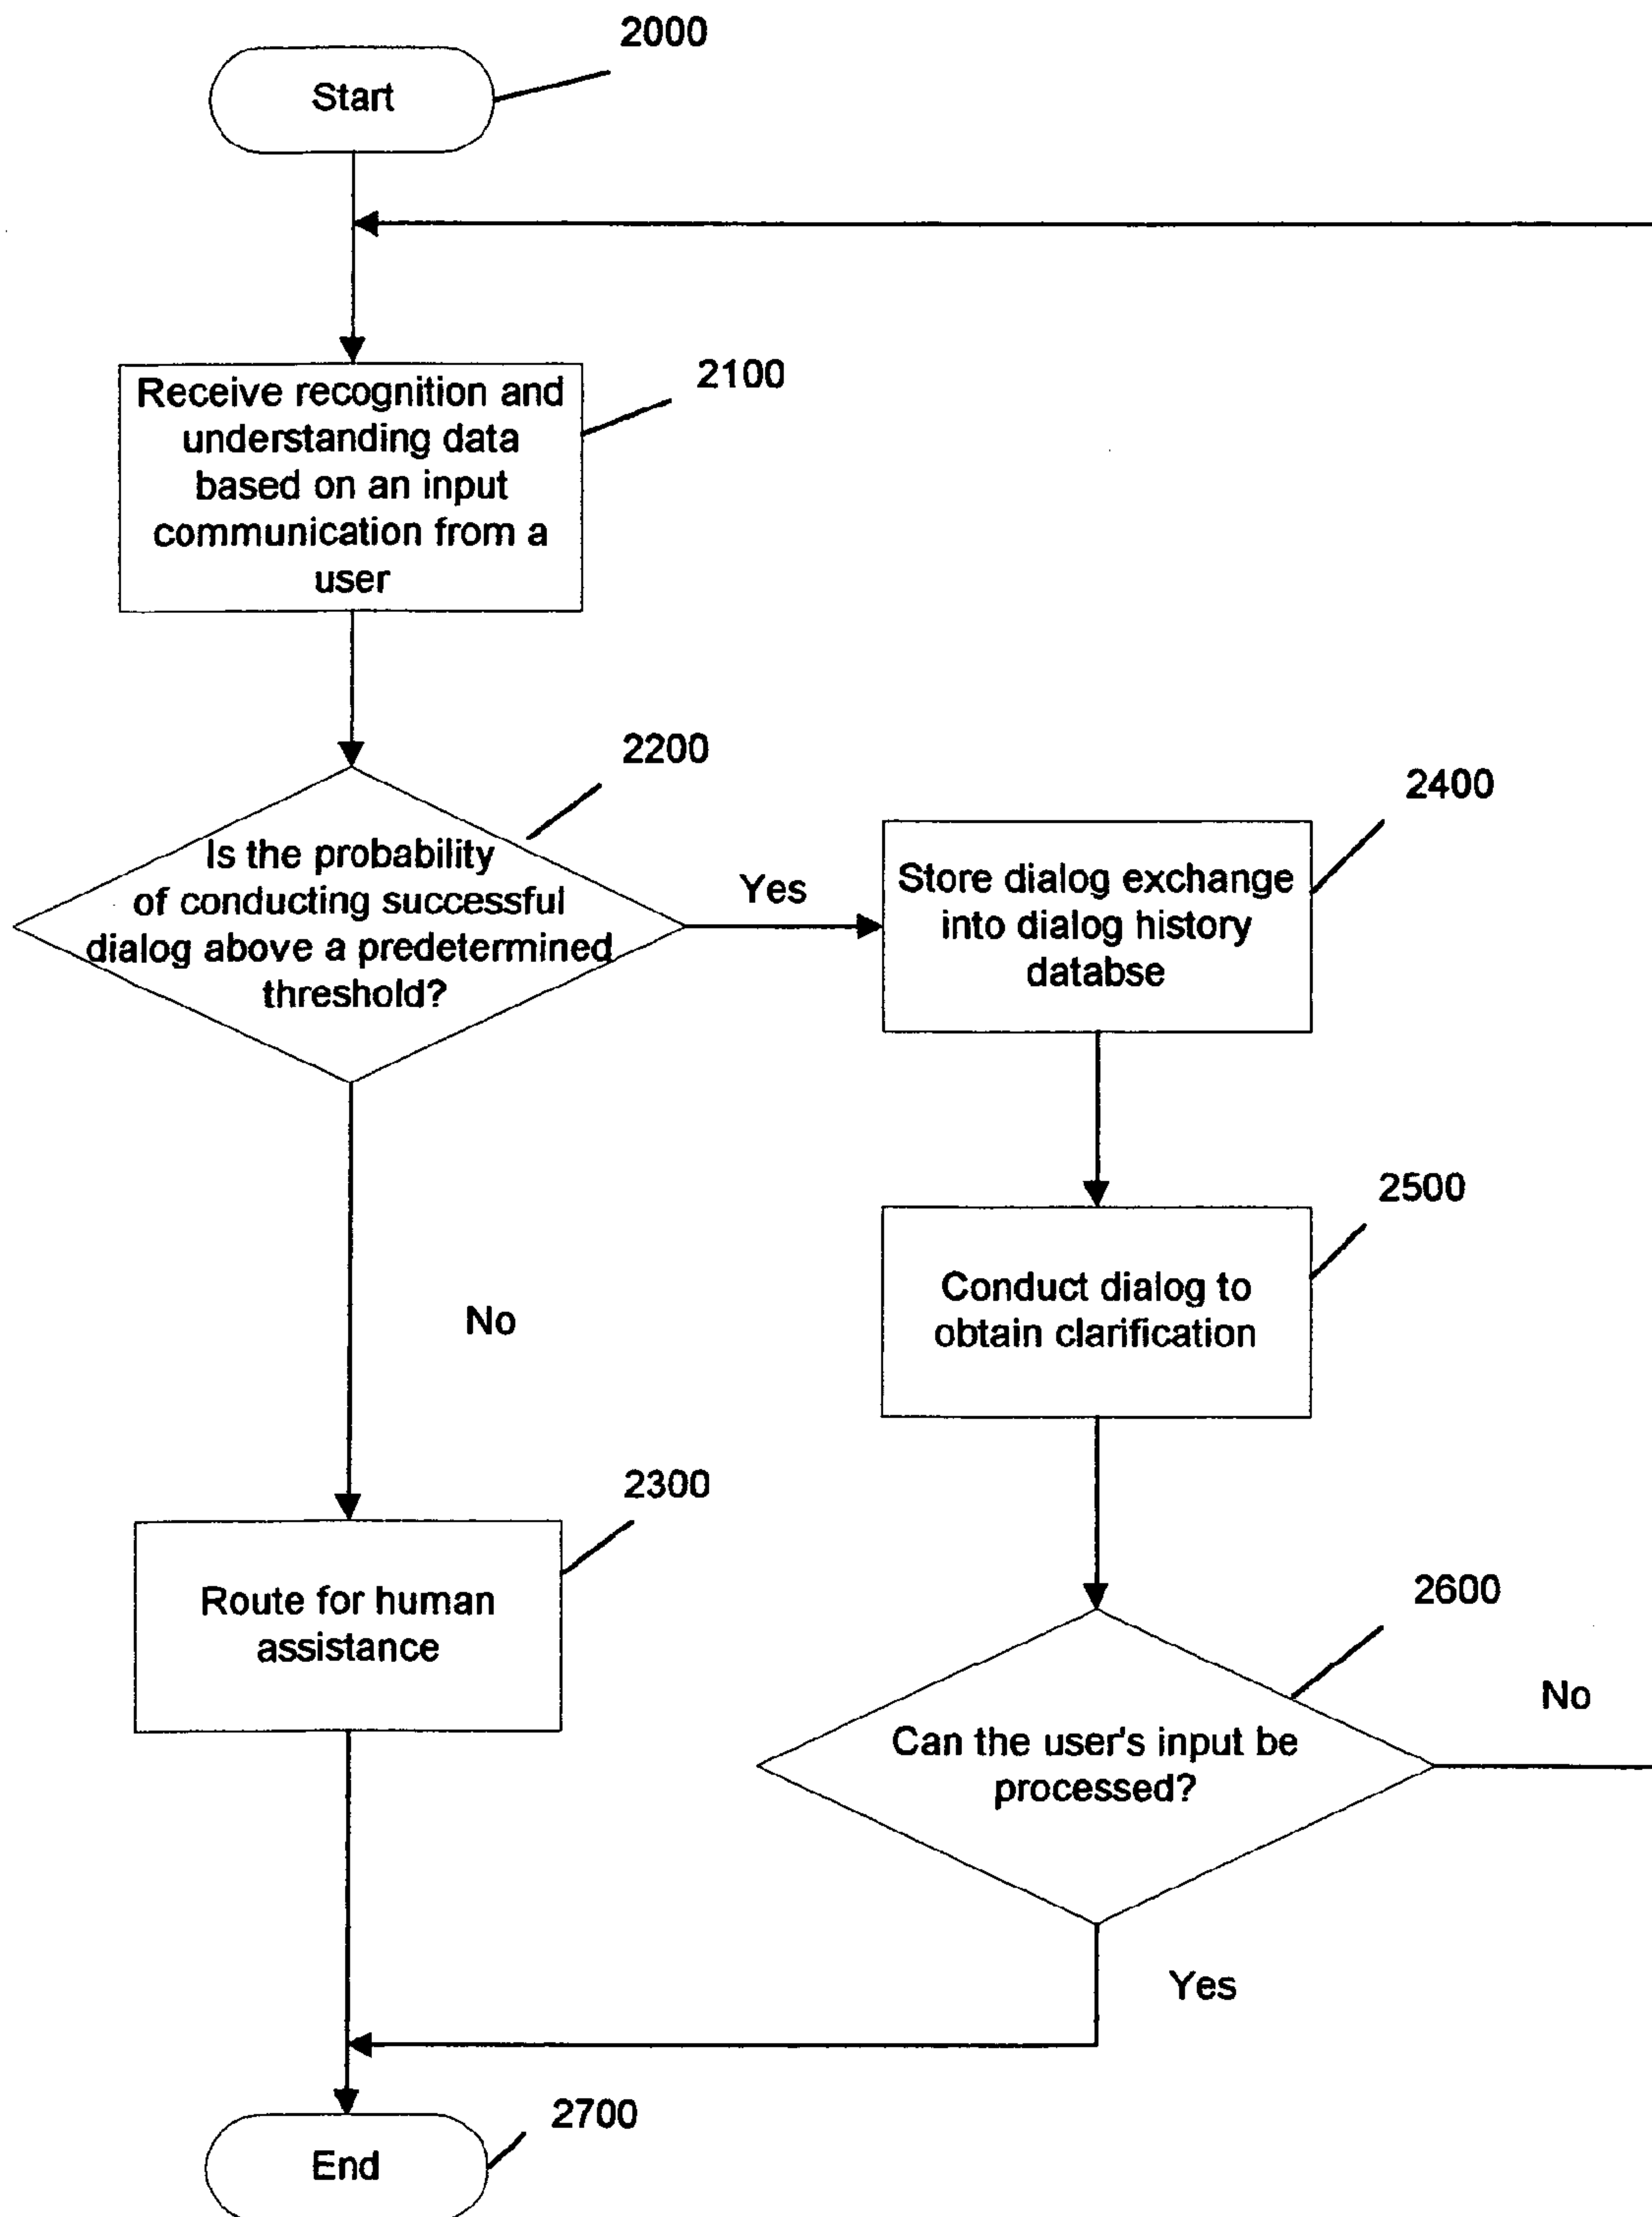 2000
Start
2100
Receive recognition and
understanding data
based on an input
communication from a
user
2200
Is the probability
of conducting successful
dialog above a predetermined
threshold?
Yes
2400
Store dialog exchange
into dialog history
databse
2500
Conduct dialog to
obtain clarification
No
2300
Route for human
assistance
2600
Can the user's input be
processed?
No
Yes
2700
End